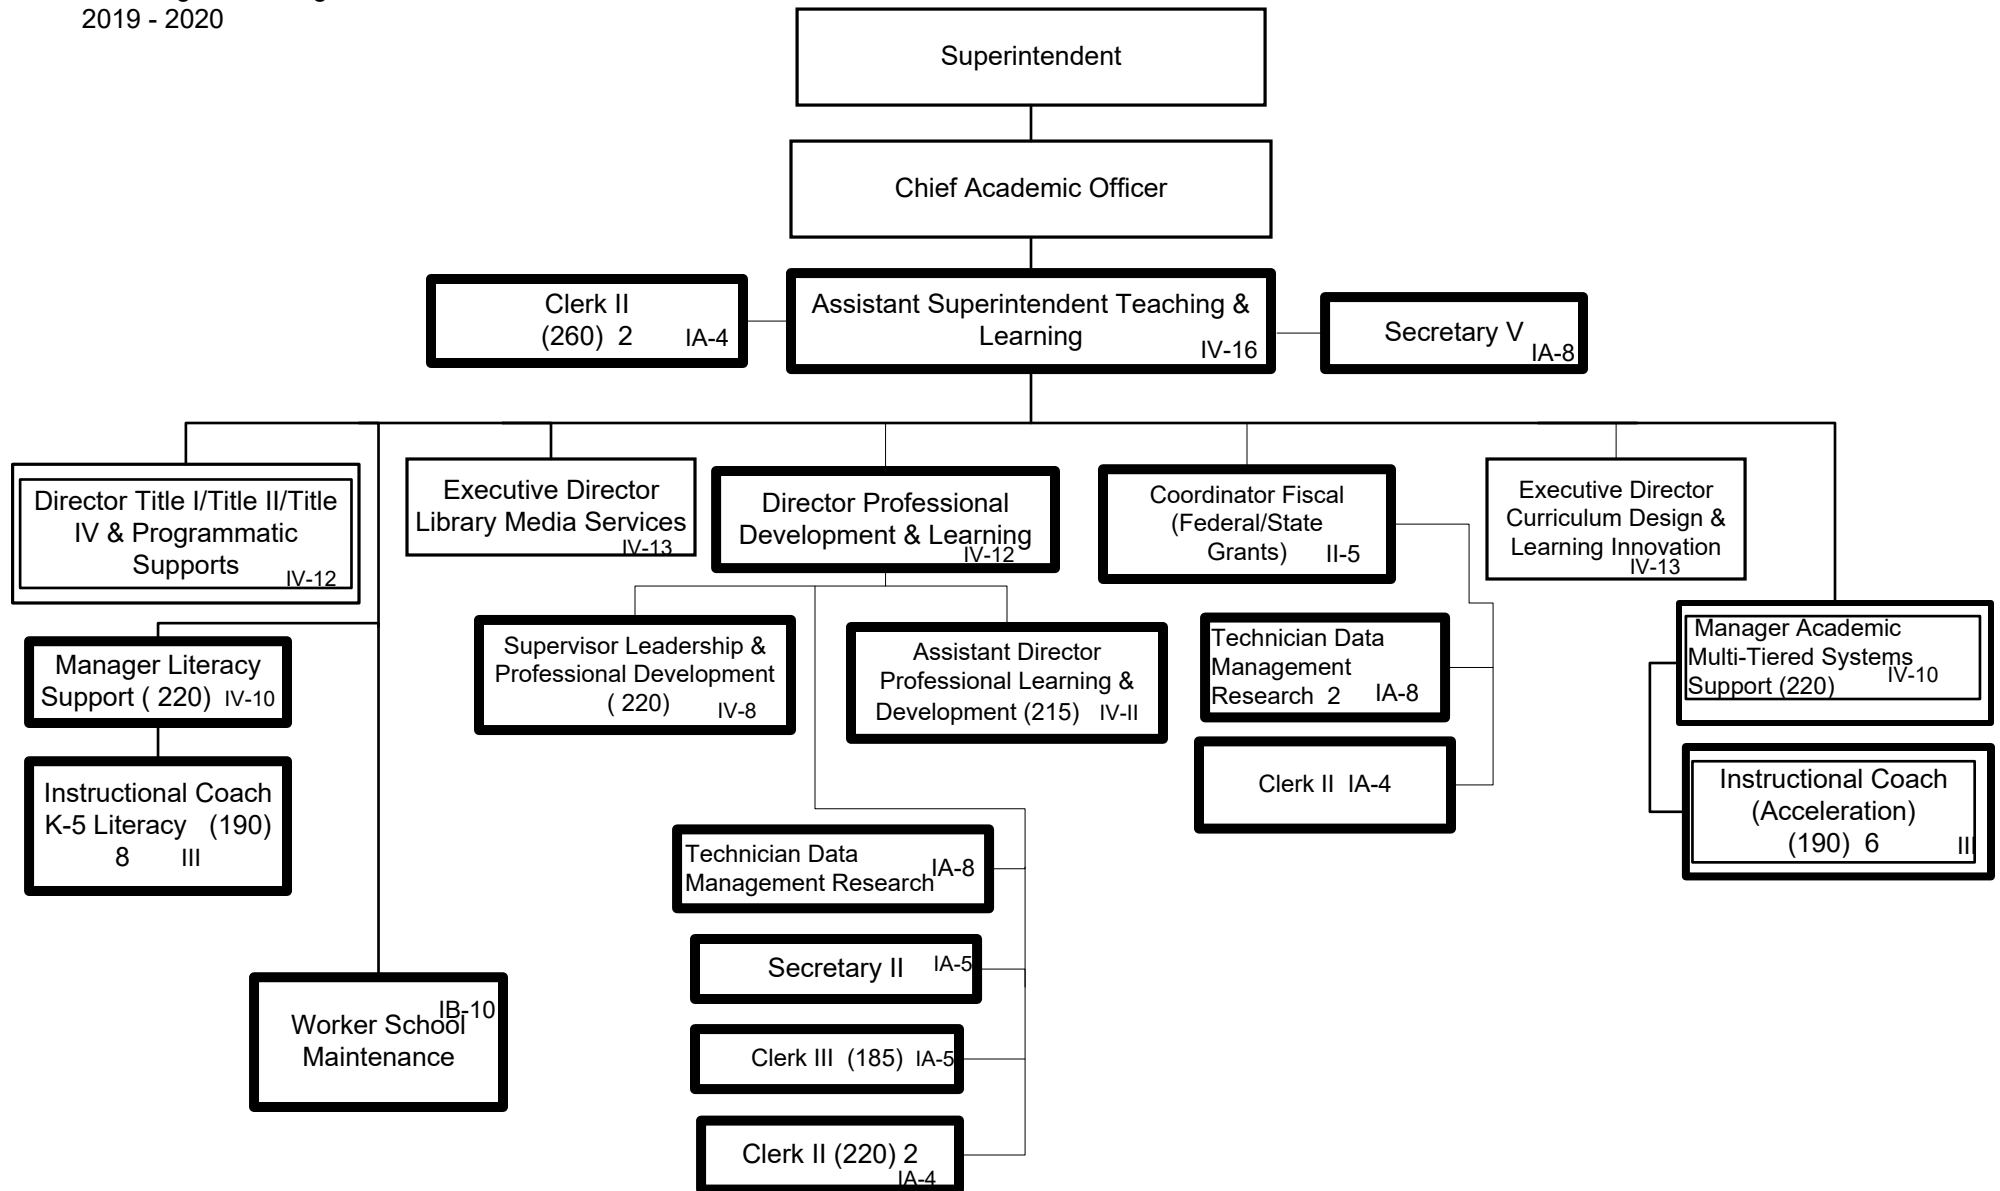 2019 - 2020
Superintendent
Chief Academic Officer
Clerk II
(260) 2 IA-4
Assistant Superintendent Teaching &
Learning
IV-16
Secretary V
IA-8
Director Title I/Title II/Title
IV & Programmatic
Supports
IV-12
Executive Director
Library Media Services
IV-13
Director Professional
Development & Learning
IV-12
Coordinator Fiscal
(Federal/State
Grants) II-5
Executive Director
Curriculum Design &
Learning Innovation
IV-13
Manager Literacy
Support ( 220) IV-10
Supervisor Leadership &
Professional Development
( 220) IV-8
Assistant Director
Professional Learning &
Development (215) IV-II
Technician Data
Management
Research 2 IA-8
Manager Academic
Multi-Tiered Systems
Support (220) IV-10
Instructional Coach
K-5 Literacy (190)
8 III
Clerk II IA-4
Instructional Coach
(Acceleration)
(190) 6 III
Technician Data
Management Research IA-8
Secretary II IA-5
Worker School IB-10
Maintenance
Clerk III (185) IA-5
Clerk II (220) 2
IA-4